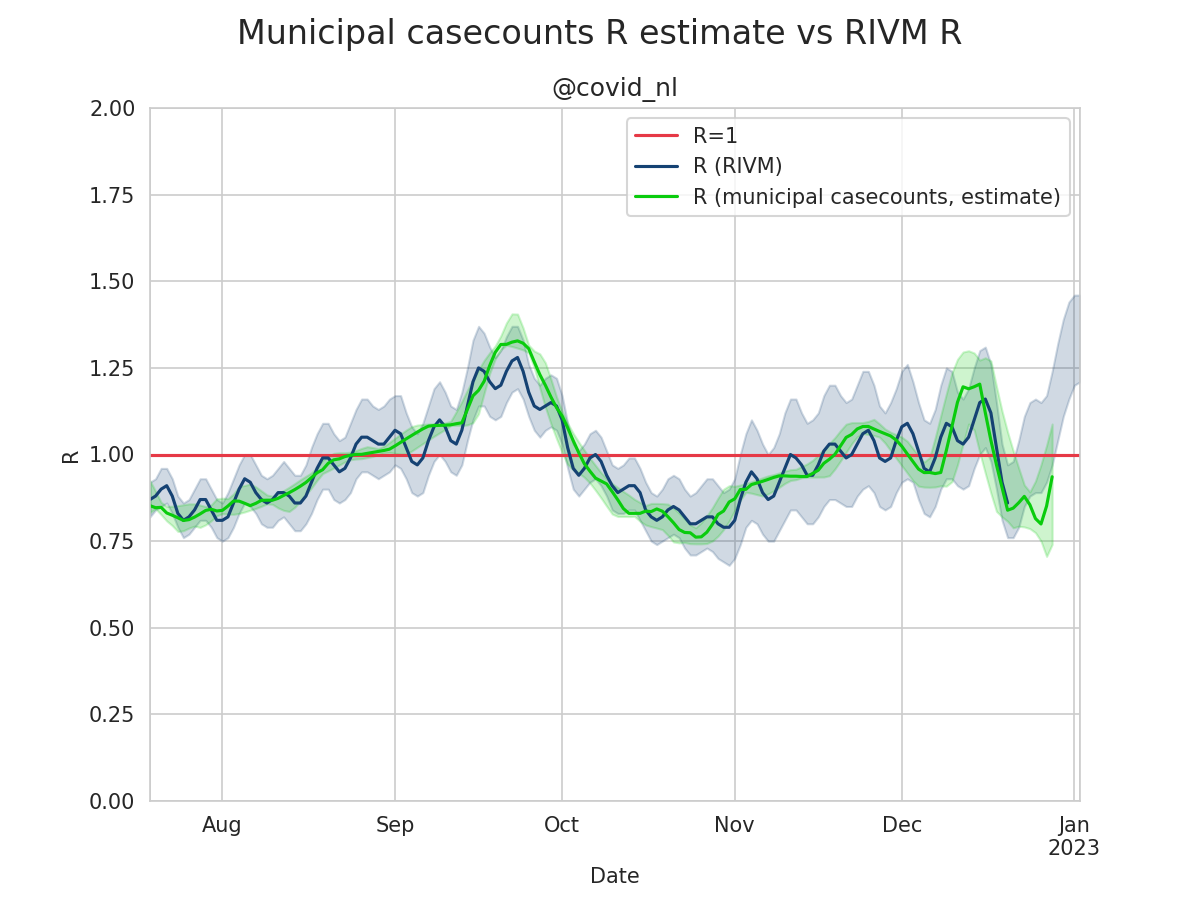 Municipal casecounts R estimate vs RIVM R
@covid_nl
R=1
R (RIVM)
R (municipal casecounts, estimate)
2.00
1.75
1.50
1.25
1.00
0.75
0.50
0.25
0.00
R
Aug Sep Oct Nov Dec Jan
2023
Date